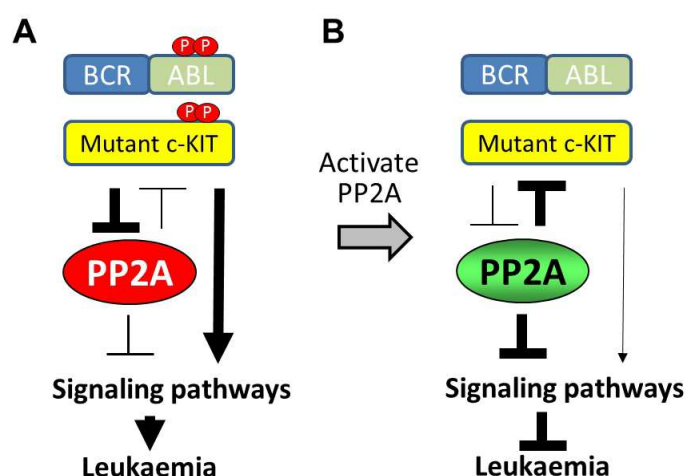 A
P P
BCR ABL
P P
Mutant c-KIT
PP2A
Signaling pathways
Leukaemia
Activate
PP2A
B
BCR ABL
Mutant c-KIT
PP2A
Signaling pathways
Leukaemia